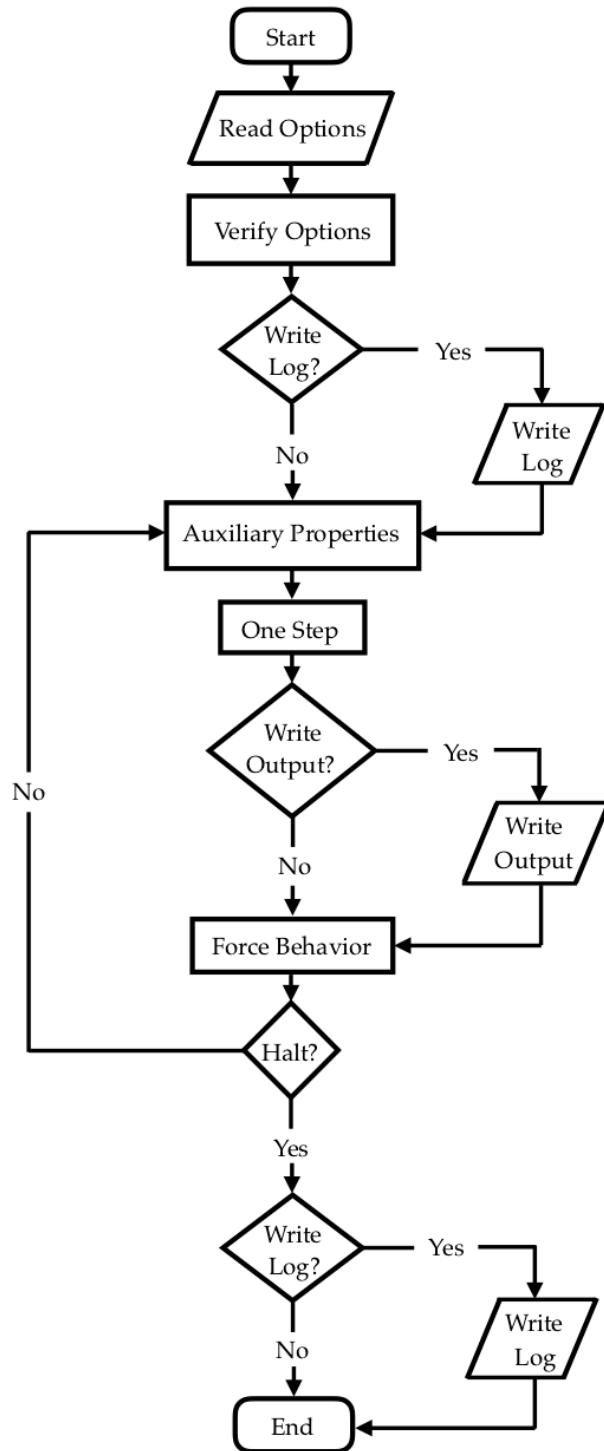 Start
Read Options
Verify Options
Write
Log?
Yes
Write
Log
No
Auxiliary Properties
One Step
Write
Output?
Yes
Write
Output
No
No
Force Behavior
Halt?
Yes
Write
Log?
Yes
Write
Log
No
End